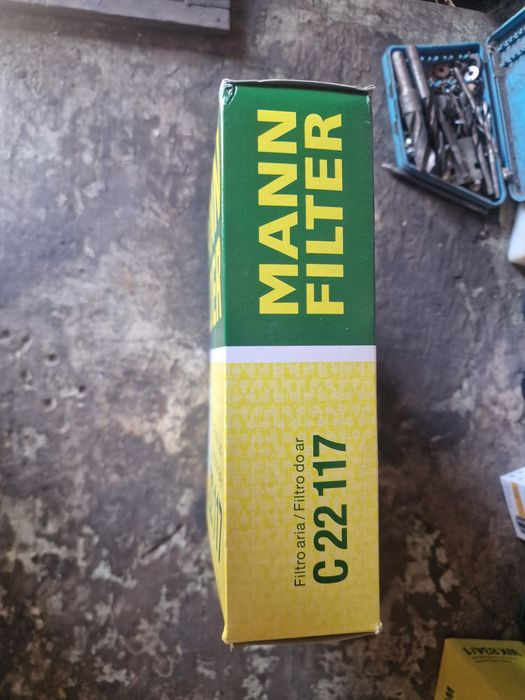 MANN
FILTER
Filtro aria / Filtro do ar
C 22 117